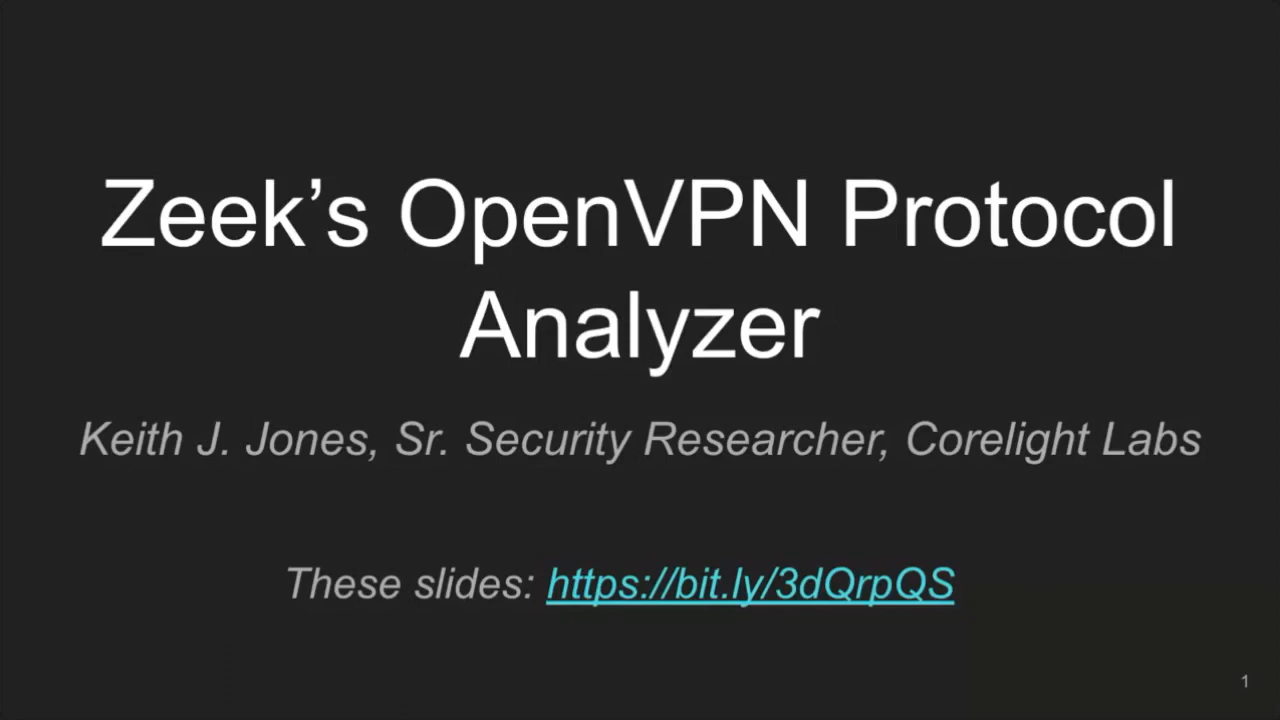 Zeek’s OpenVPN Protocol
Analyzer
Keith J. Jones, Sr. Security Researcher, Corelight Labs
These slides: https://bit.ly/3dQrpQS
1